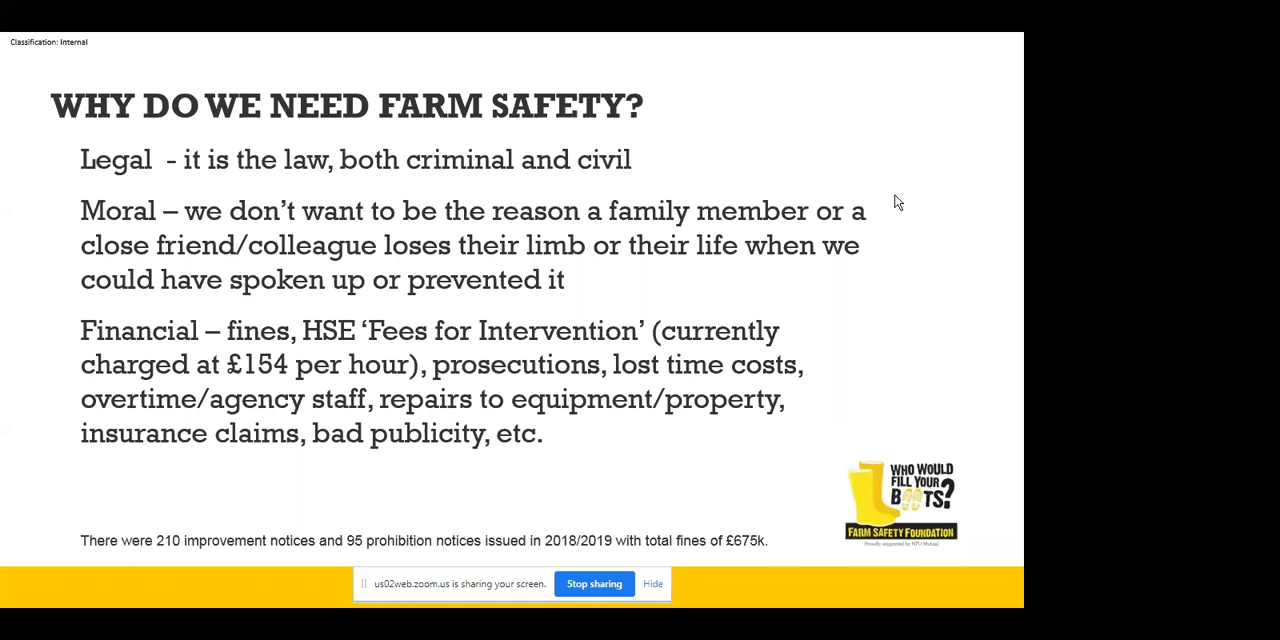 Classification: Internal
WHY DO WE NEED FARM SAFETY?
Legal - it is the law, both criminal and civil
Moral – we don’t want to be the reason a family member or a
close friend/colleague loses their limb or their life when we
could have spoken up or prevented it
Financial – fines, HSE ‘Fees for Intervention’ (currently
charged at £154 per hour), prosecutions, lost time costs,
overtime/agency staff, repairs to equipment/property,
insurance claims, bad publicity, etc.
WHO WOULD
FILL YOUR
BOOTS?
FARM SAFETY FOUNDATION
Proudly supported by NFU Mutual
There were 210 improvement notices and 95 prohibition notices issued in 2018/2019 with total fines of £675k.
us02web.zoom.us is sharing your screen. Stop sharing Hide